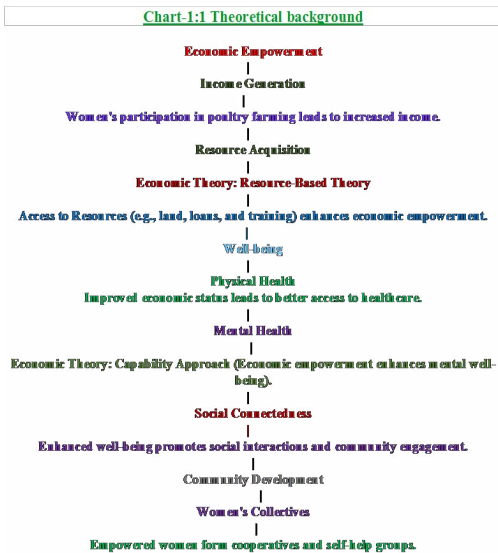 Chart-1:1 Theoretical background
Economic Empowerment
Income Generation
Women's participation in poultry farming leads to increased income.
Resource Acquisition
Economic Theory: Resource-Based Theory
Access to Resources (e.g., land, loans, and training) enhances economic empowerment.
Well-being
Physical Health
Improved economic status leads to better access to healthcare.
Mental Health
Economic Theory: Capability Approach (Economic empowerment enhances mental well-
being).
Social Connectedness
Enhanced well-being promotes social interactions and community engagement.
Community Development
Women's Collectives
Empowered women form cooperatives and self-help groups.